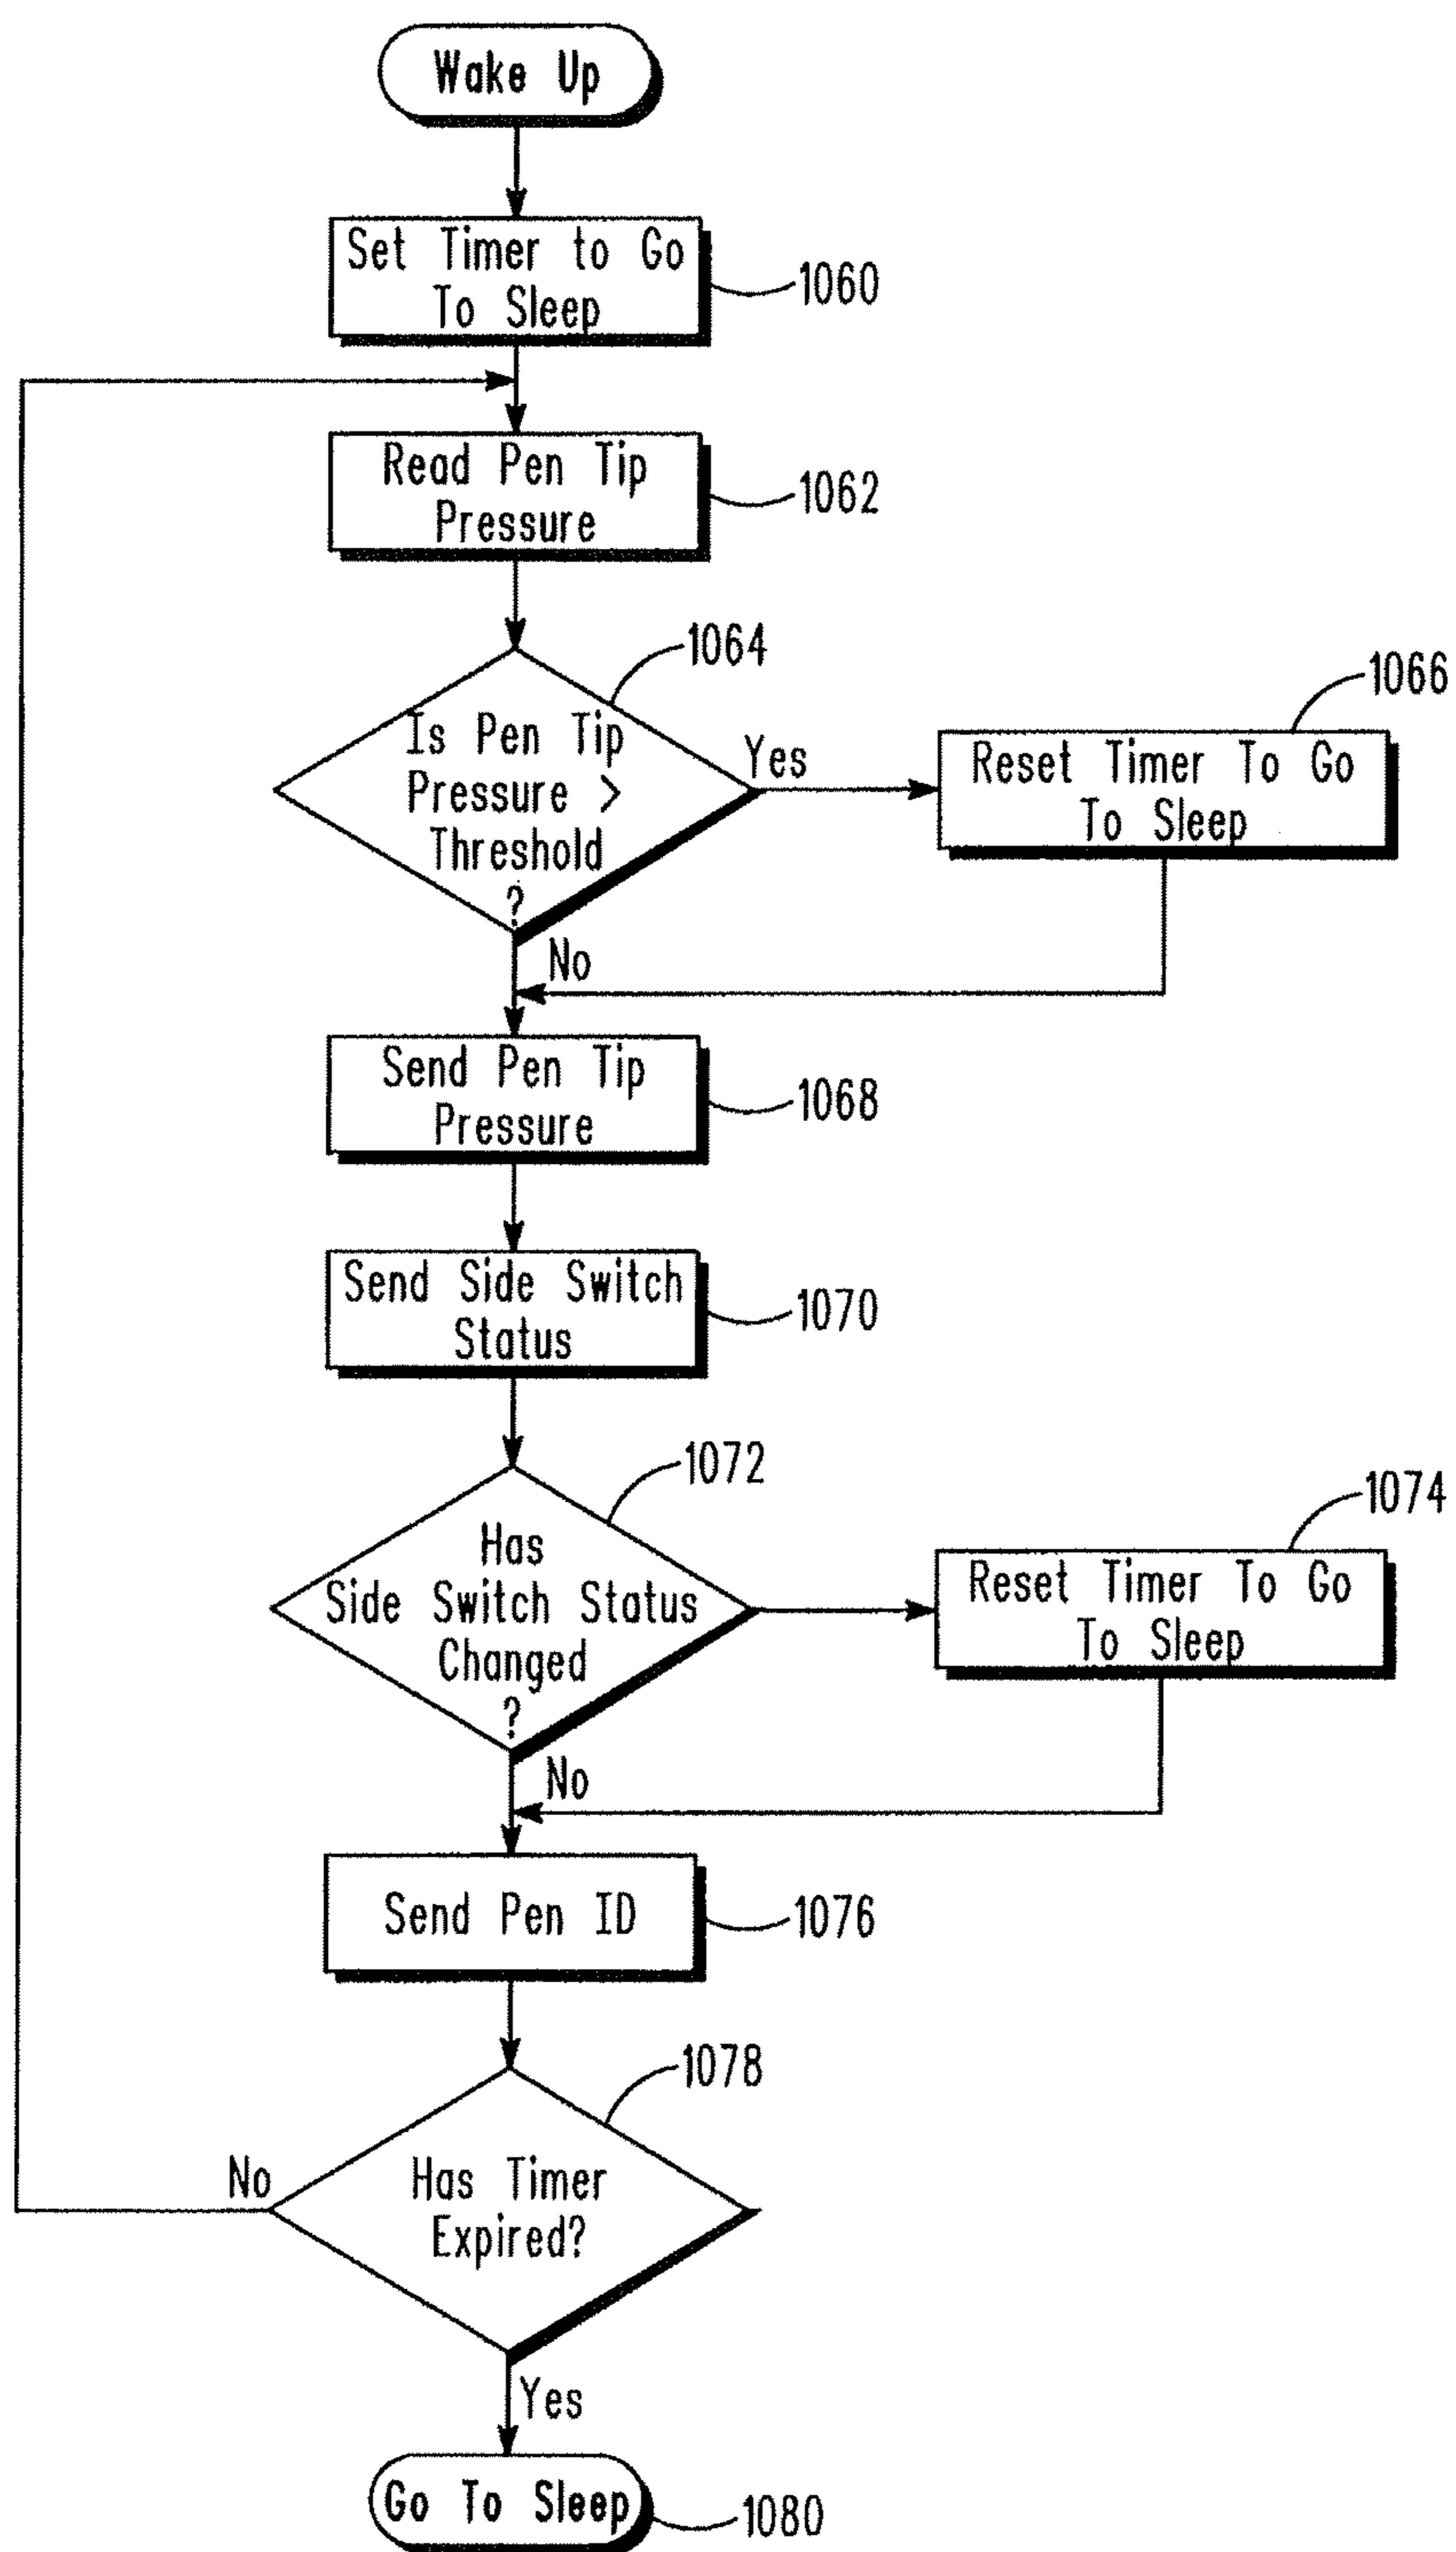 Wake Up
Set Timer to Go
To Sleep
1060
Read Pen Tip
Pressure
1062
1064
Is Pen Tip
Pressure >
Threshold
?
Yes
1066
Reset Timer To Go
To Sleep
No
Send Pen Tip
Pressure
1068
Send Side Switch
Status
1070
1072
Has
Side Switch Status
Changed
?
1074
Reset Timer To Go
To Sleep
No
Send Pen ID
1076
1078
Has Timer
Expired?
No
Yes
Go To Sleep
1080